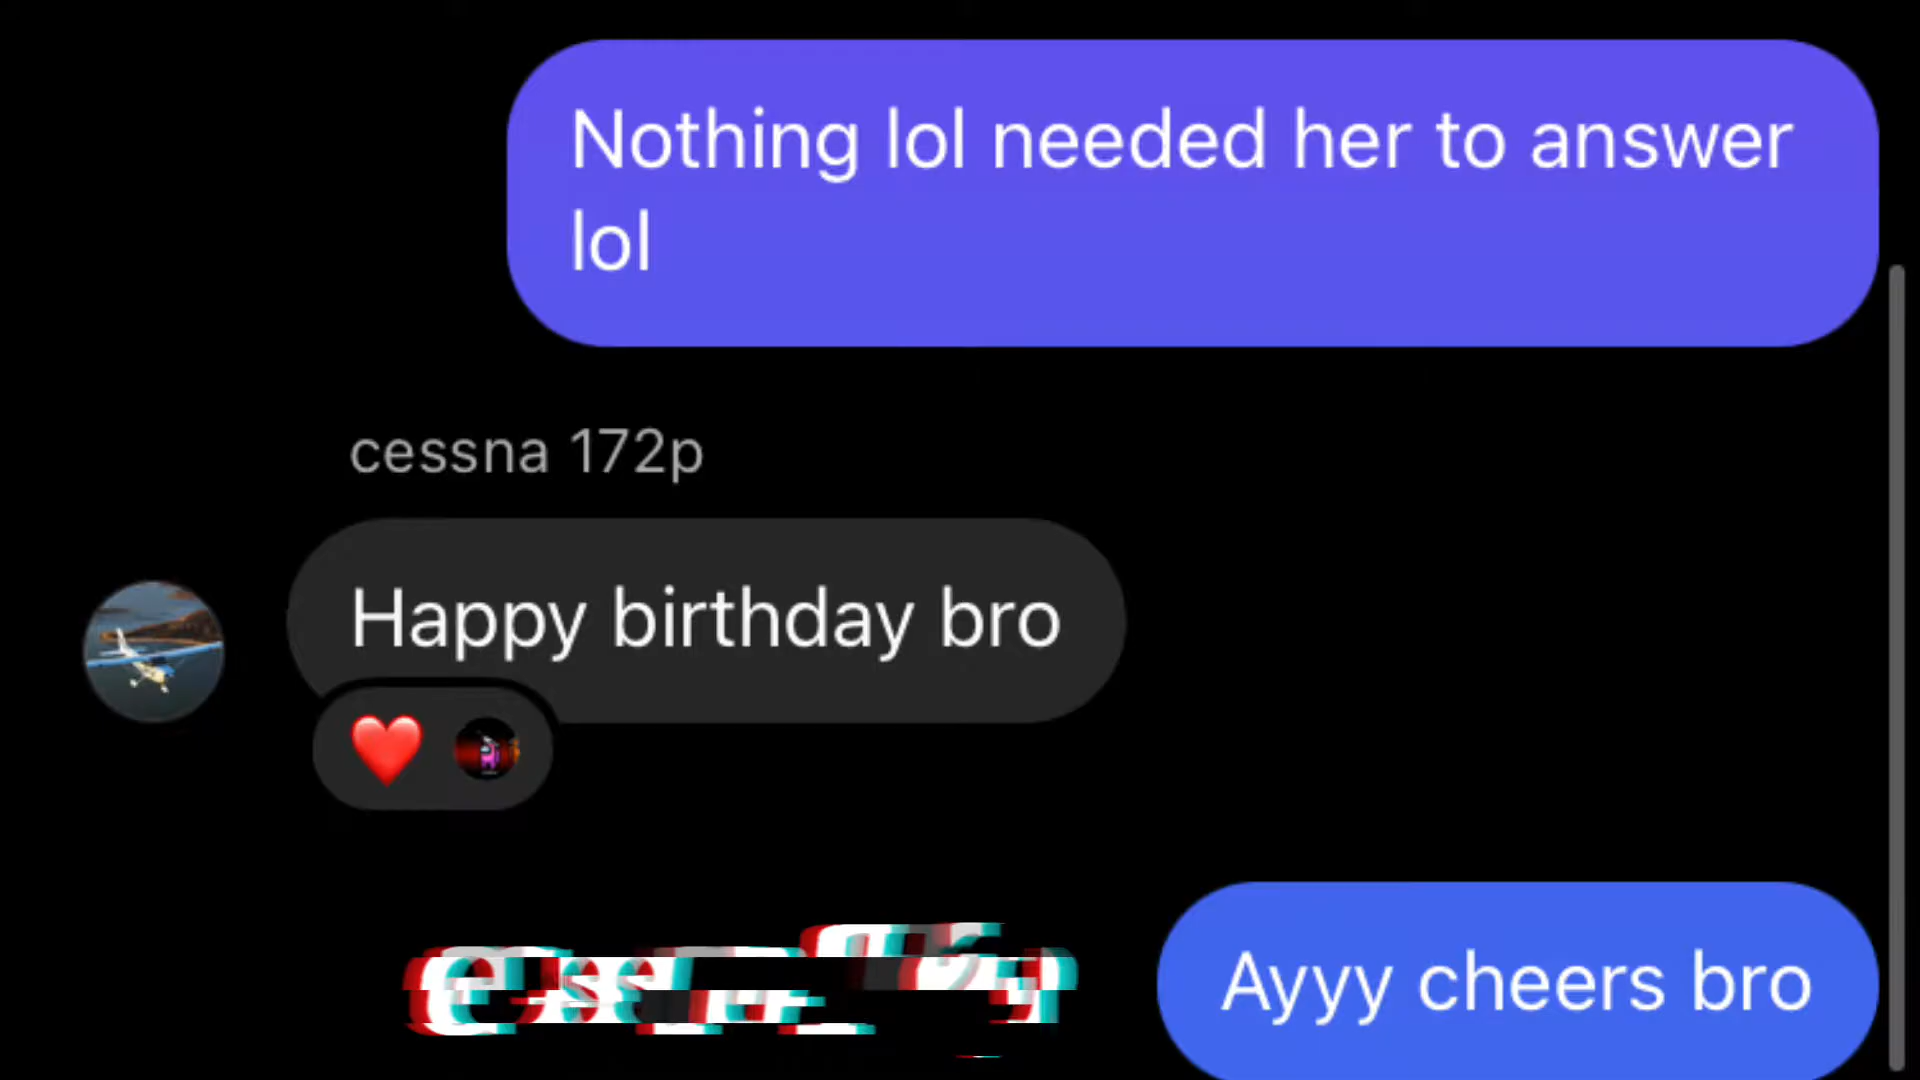 Nothing lol needed her to answer
lol
cessna 172p
Happy birthday bro
Ayyy cheers bro